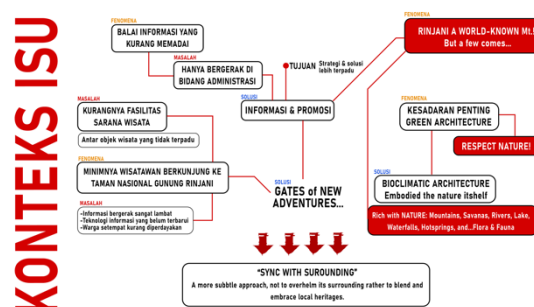 KONTEKS ISU
FENOMENA
BALAI INFORMASI YANG
KURANG MEMADAI
MASALAH
HANYA BERGERAK DI
BIDANG ADMINISTRASI
TUJUAN
Strategi & solusi
lebih terpadu
SOLUSI
INFORMASI & PROMOSI
FENOMENA
RINJANI A WORLD-KNOWN Mt.!
But a few comes...
MASALAH
KURANGNYA FASILITAS
SARANA WISATA
Antar objek wisata yang tidak terpadu
FENOMENA
MINIMNYA WISATAWAN BERKUNJUNG KE
TAMAN NASIONAL GUNUNG RINJANI
MASALAH
-Informasi bergerak sangat lambat
-Teknologi informasi yang belum terbarui
-Warga setempat kurang diperdayakan
SOLUSI
GATES of NEW
ADVENTURES...
FENOMENA
KESADARAN PENTING
GREEN ARCHITECTURE
RESPECT NATURE!
SOLUSI
BIOCLIMATIC ARCHITECTURE
Embodied the nature itshelf
Rich with NATURE: Mountains, Savanas, Rivers, Lake,
Waterfalls, Hotsprings, and...Flora & Fauna
"SYNC WITH SURROUNDING"
A more subtle approach, not to overhelm its surrounding rather to blend and
embrace local heritages.